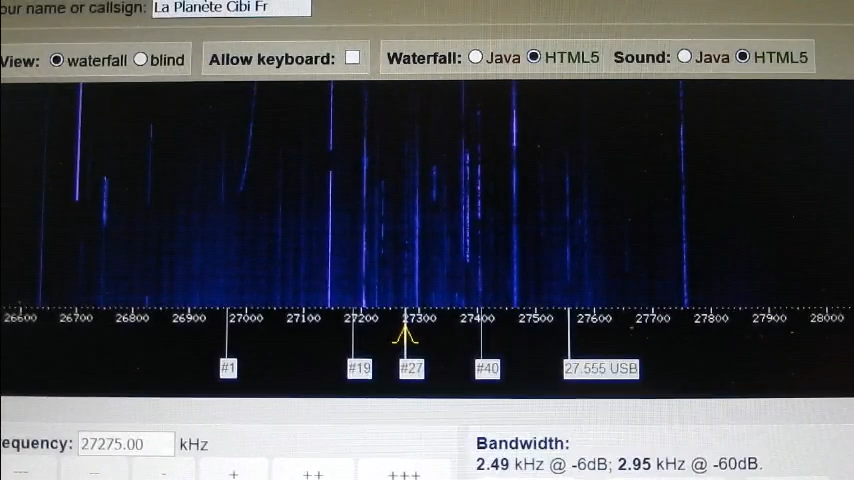 our name or callsign: La Planète Cibi Fr
View: waterfall blind Allow keyboard: Waterfall: Java HTML5 Sound: Java HTML5
26600 26700 26800 26900 27000 27100 27200 27300 27400 27500 27600 27700 27800 27900 28000
#1 #19 #27 #40 27.555 USB
equency: 27275.00 kHz Bandwidth:
2.49 kHz @ -6dB; 2.95 kHz @ -60dB.
--- -- - + ++ +++